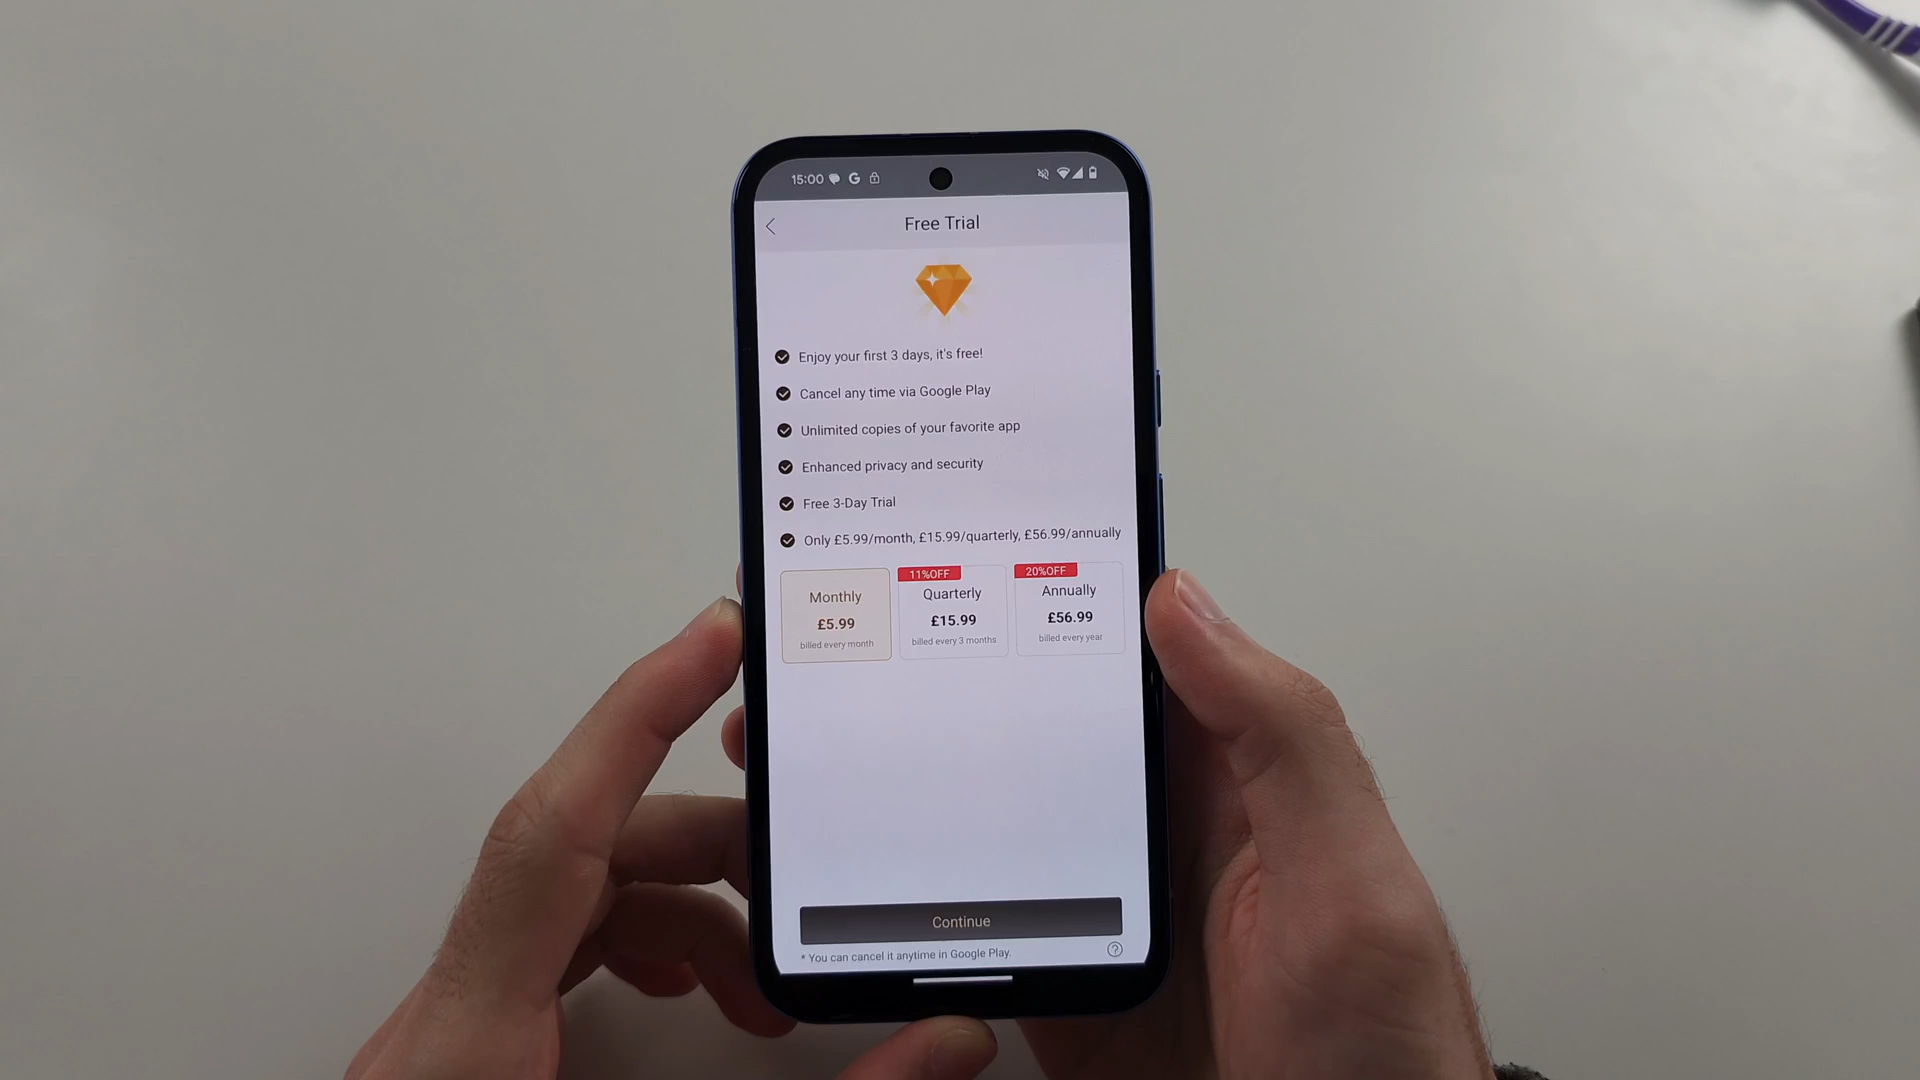 15:00
Free Trial
Enjoy your first 3 days, it's free!
Cancel any time via Google Play
Unlimited copies of your favorite app
Enhanced privacy and security
Free 3-Day Trial
Only £5.99/month, £15.99/quarterly, £56.99/annually
Monthly
£5.99
billed every month
11%OFF
Quarterly
£15.99
billed every 3 months
20%OFF
Annually
£56.99
billed every year
Continue
* You can cancel it anytime in Google Play.